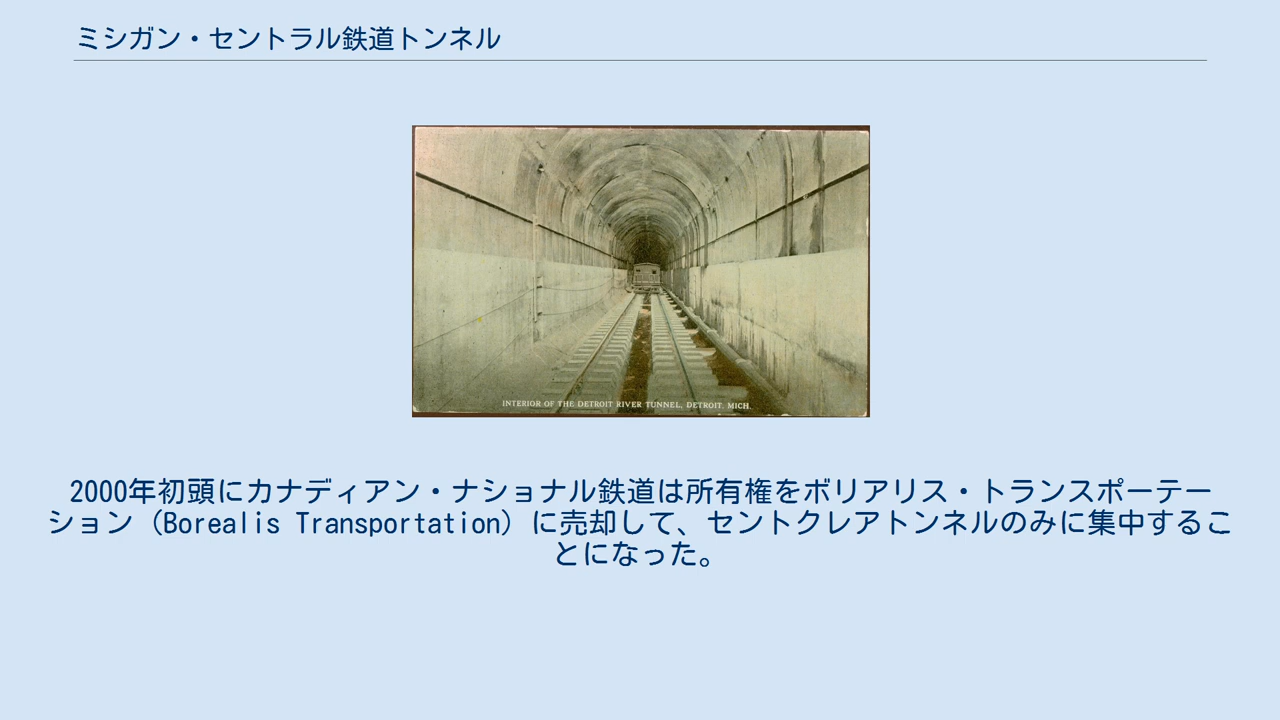 ミシガン・セントラル鉄道トンネル
INTERIOR OF THE DETROIT RIVER TUNNEL, DETROIT, MICH.
2000年初頭にカナディアン・ナショナル鉄道は所有権をボリアリス・トランスポーテー
ション（Borealis Transportation）に売却して、セントクレアトンネルのみに集中するこ
とになった。